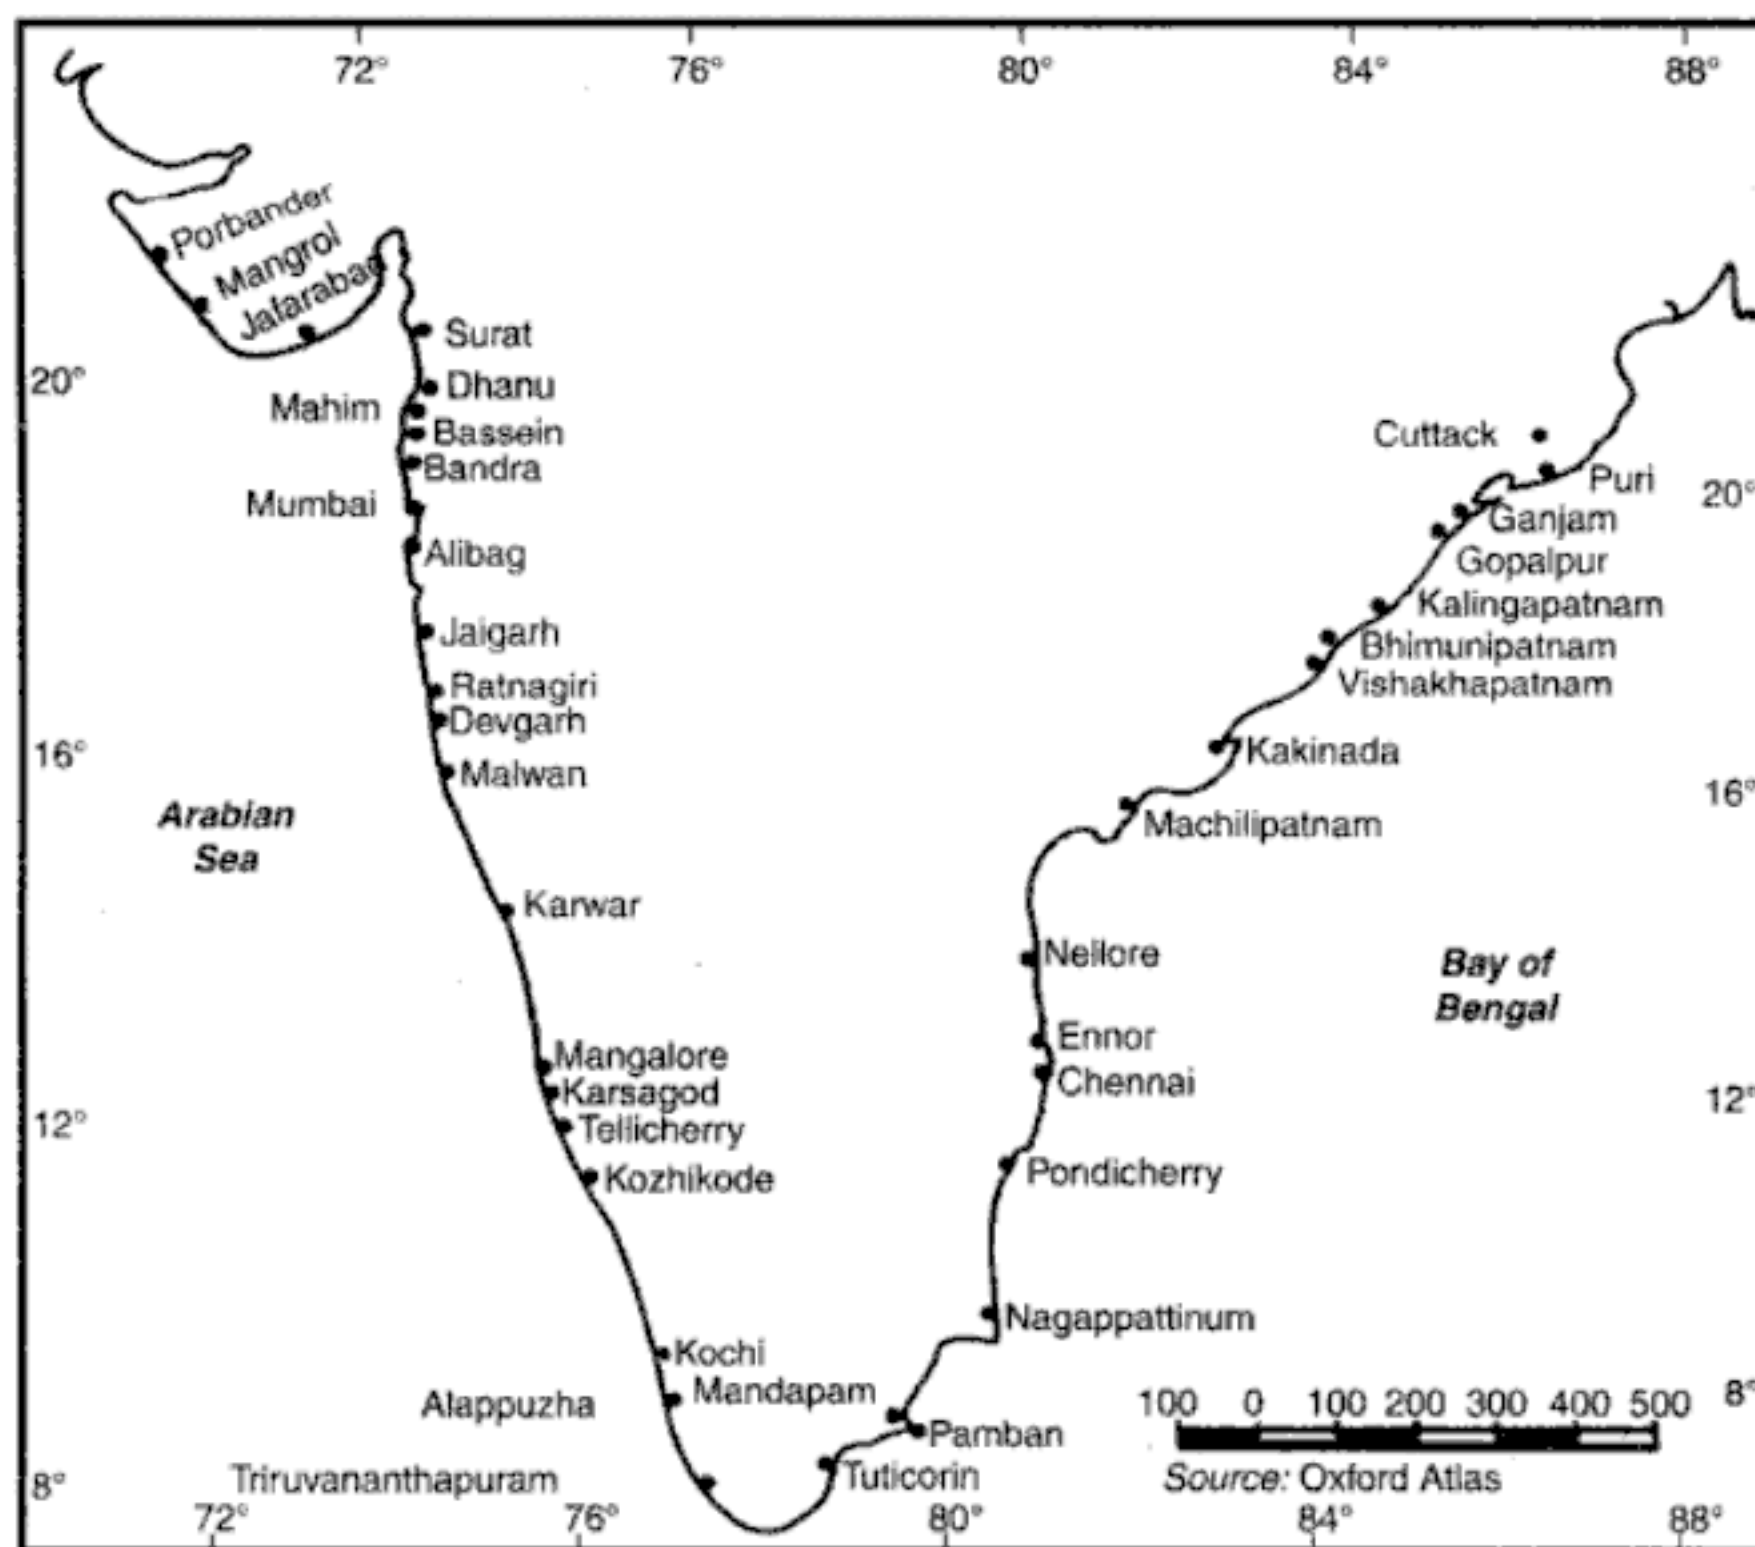 72° 76° 80° 84° 88°
Porbander
Mangrol
Jafarabad
Surat
20°
Dhanu
Mahim
Bassein
Cuttack
Bandra
Puri
20°
Mumbai
Ganjam
Alibag
Gopalpur
Kalingapatnam
Jaigarh
Bhimunipatnam
Ratnagiri
Vishakhapatnam
Devgarh
16°
Kakinada
Malwan
16°
Arabian
Sea
Machilipatnam
Karwar
Nellore
Bay of
Bengal
Ennor
Mangalore
Chennai
Karsagod
12°
12°
Tellicherry
Pondicherry
Kozhikode
Nagappattinum
Kochi
Mandapam
8°
Alappuzha
100 0 100 200 300 400 500
Pamban
Triruvananthapuram
8°
Tuticorin
Source: Oxford Atlas
72° 76° 80° 84° 88°